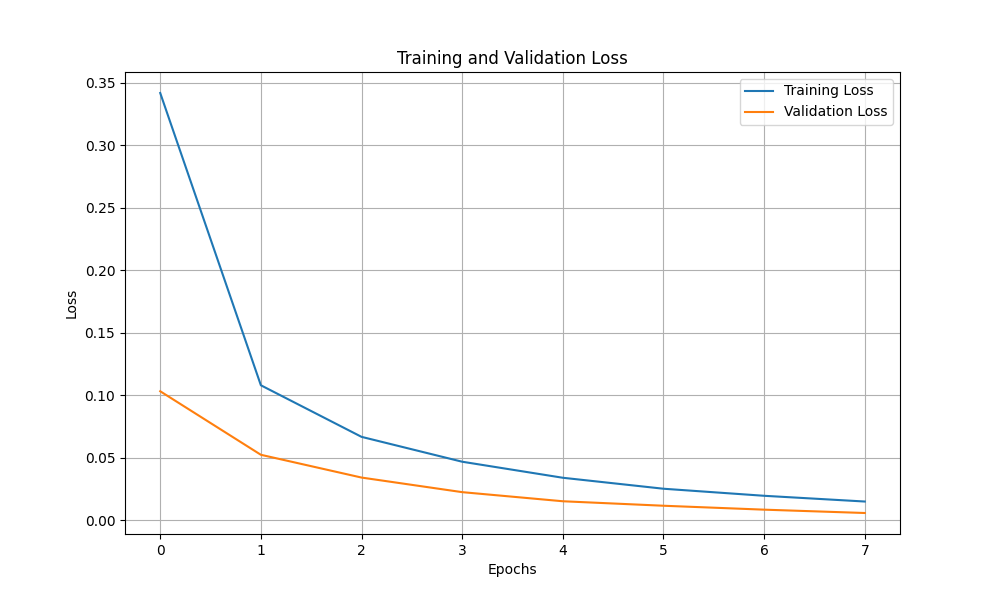 Training and Validation Loss
Training Loss
Validation Loss
0.35
0.30
0.25
0.20
0.15
0.10
0.05
0.00
Loss
0 1 2 3 4 5 6 7
Epochs